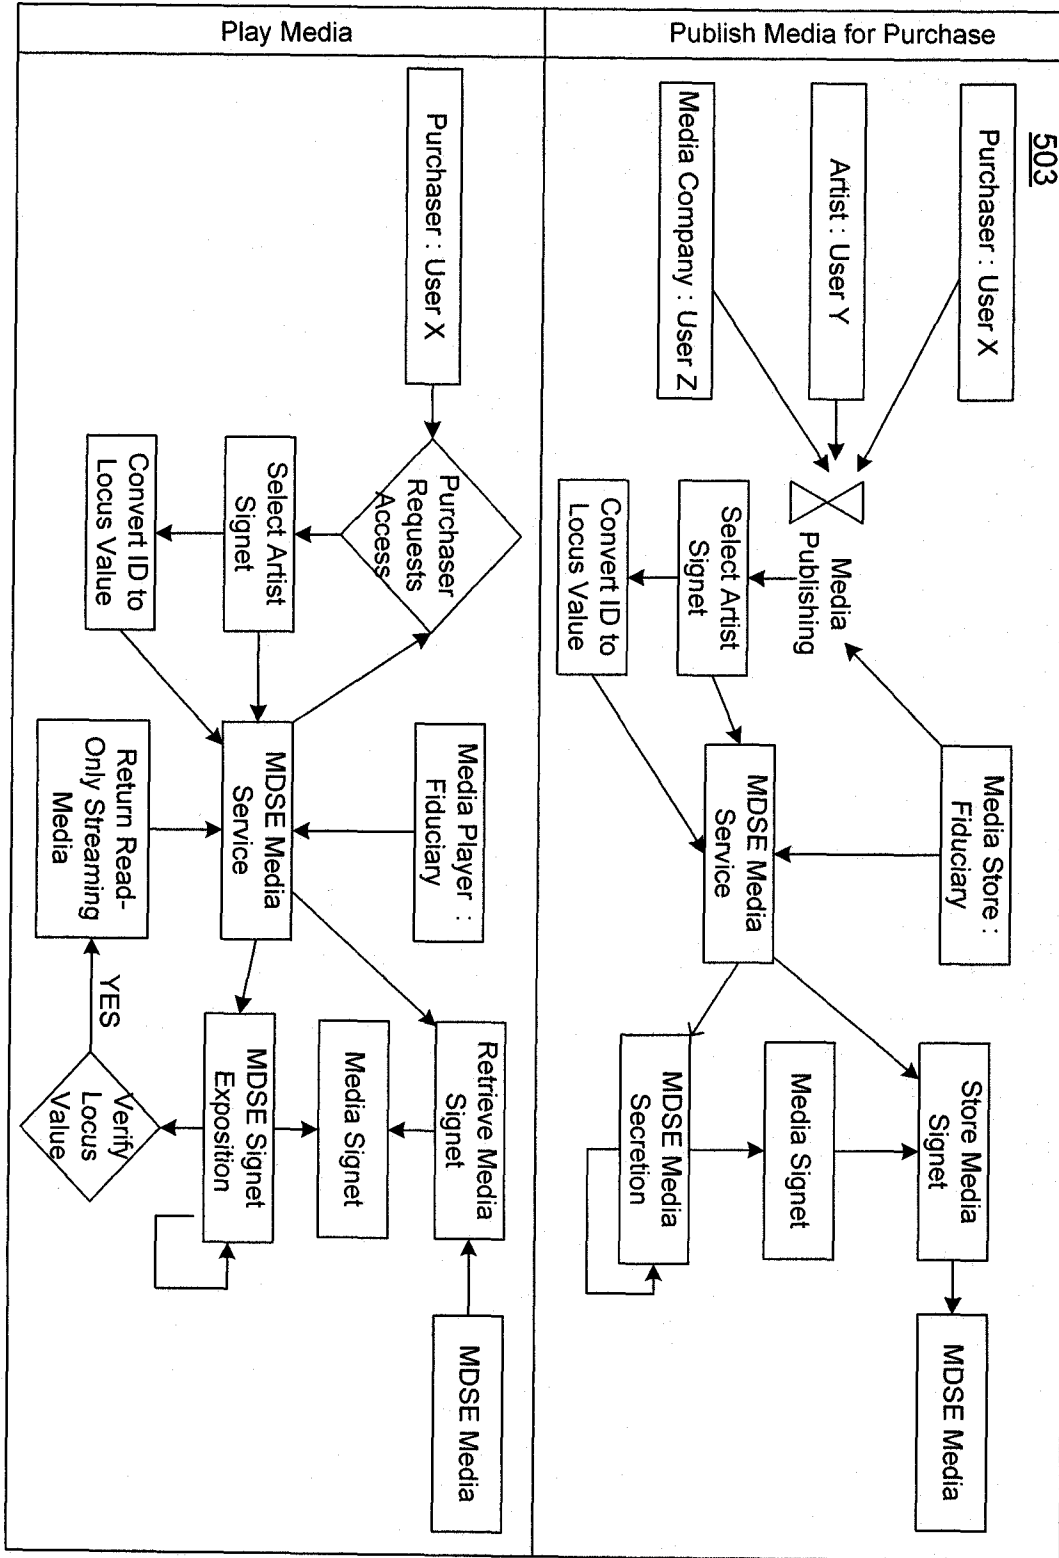 503
Publish Media for Purchase
Purchaser : User X
Artist : User Y
Media Company : User Z
Media
Publishing
Select Artist
Signet
Convert ID to
Locus Value
Media Store :
Fiduciary
MDSE Media
Service
Store Media
Signet
Media Signet
MDSE Media
Secretion
MDSE Media
Play Media
Purchaser : User X
Purchaser
Requests
Access
Select Artist
Signet
Convert ID to
Locus Value
Media Player :
Fiduciary
MDSE Media
Service
Return Read-
Only Streaming
Media
YES
Retrieve Media
Signet
Media Signet
MDSE Signet
Exposition
Verify
Locus
Value
MDSE Media